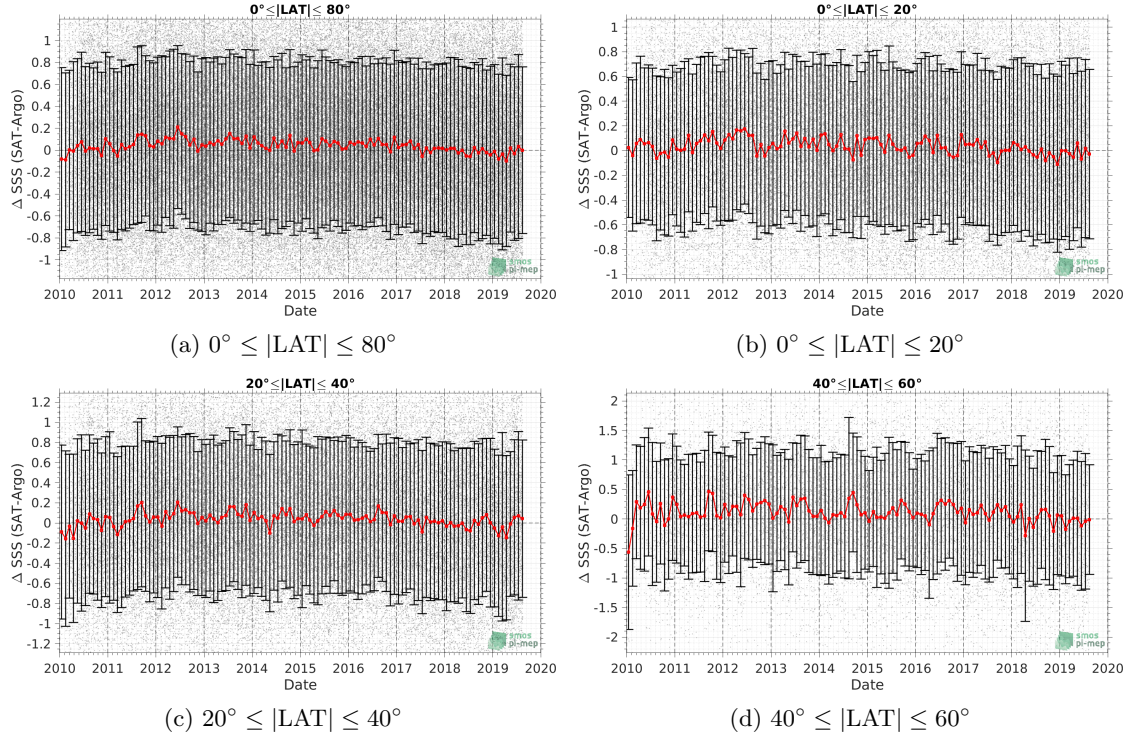 0°≤|LAT|≤ 80°
1
0.8
0.6
0.4
0.2
0
-0.2
-0.4
-0.6
-0.8
-1
Δ SSS (SAT-Argo)
smos
pi-mep
2010 2011 2012 2013 2014 2015 2016 2017 2018 2019 2020
Date
(a) 0° ≤ |LAT| ≤ 80°
0°≤|LAT|≤ 20°
1
0.8
0.6
0.4
0.2
0
-0.2
-0.4
-0.6
-0.8
-1
Δ SSS (SAT-Argo)
smos
pi-mep
2010 2011 2012 2013 2014 2015 2016 2017 2018 2019 2020
Date
(b) 0° ≤ |LAT| ≤ 20°
20°≤|LAT|≤ 40°
1.2
1
0.8
0.6
0.4
0.2
0
-0.2
-0.4
-0.6
-0.8
-1
-1.2
Δ SSS (SAT-Argo)
smos
pi-mep
2010 2011 2012 2013 2014 2015 2016 2017 2018 2019 2020
Date
(c) 20° ≤ |LAT| ≤ 40°
40°≤|LAT|≤ 60°
2
1.5
1
0.5
0
-0.5
-1
-1.5
-2
Δ SSS (SAT-Argo)
smos
pi-mep
2010 2011 2012 2013 2014 2015 2016 2017 2018 2019 2020
Date
(d) 40° ≤ |LAT| ≤ 60°